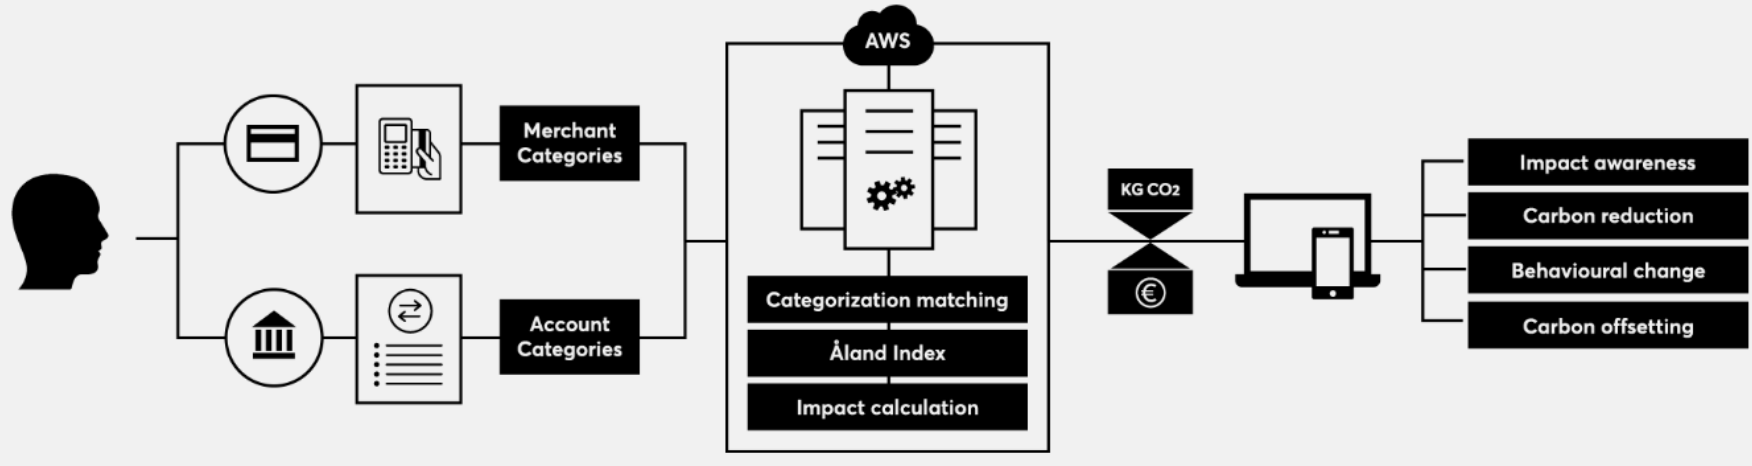 Merchant
Categories
Account
Categories
AWS
Categorization matching
Åland Index
Impact calculation
KG CO2
€
Impact awareness
Carbon reduction
Behavioural change
Carbon offsetting